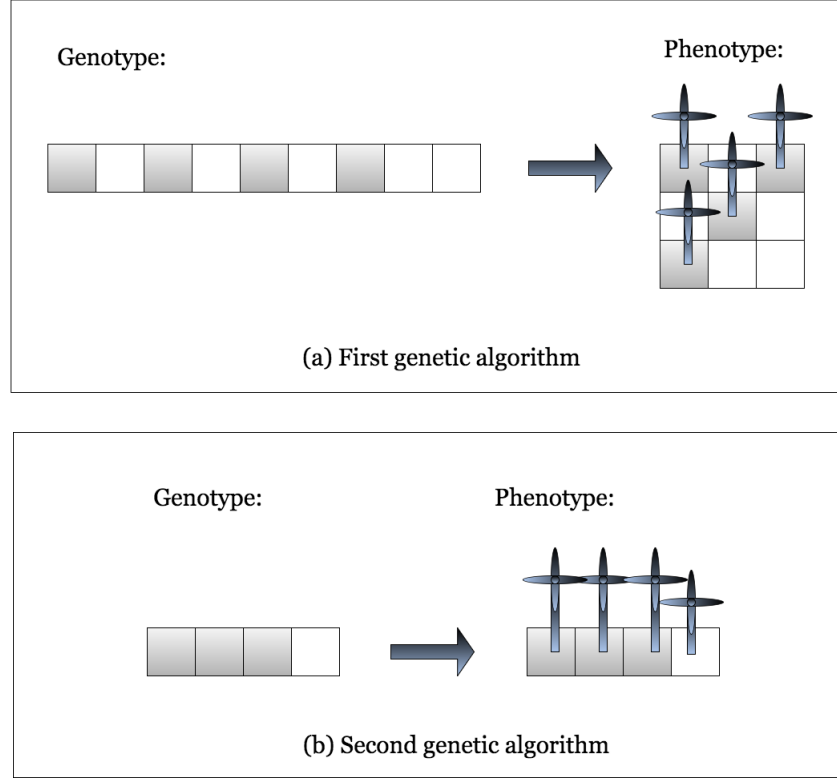 Genotype:
Phenotype:
(a) First genetic algorithm
Genotype:
Phenotype:
(b) Second genetic algorithm